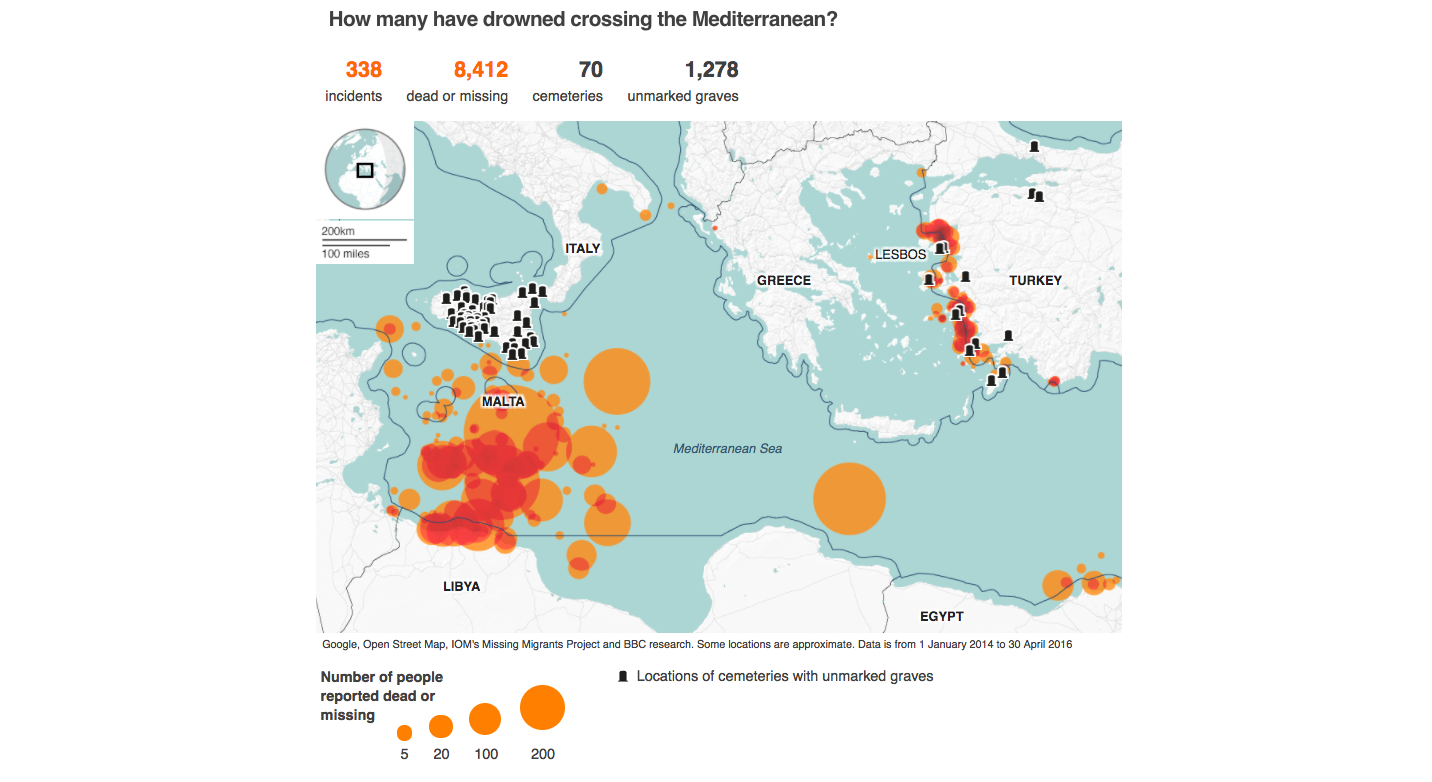 How many have drowned crossing the Mediterranean?
338
incidents
8,412
dead or missing
70
cemeteries
1,278
unmarked graves
200km
100 miles
ITALY
LESBOS
GREECE
TURKEY
MALTA
Mediterranean Sea
LIBYA
EGYPT
Google, Open Street Map, IOM's Missing Migrants Project and BBC research. Some locations are approximate. Data is from 1 January 2014 to 30 April 2016
Number of people
reported dead or
missing
5 20 100 200
Locations of cemeteries with unmarked graves